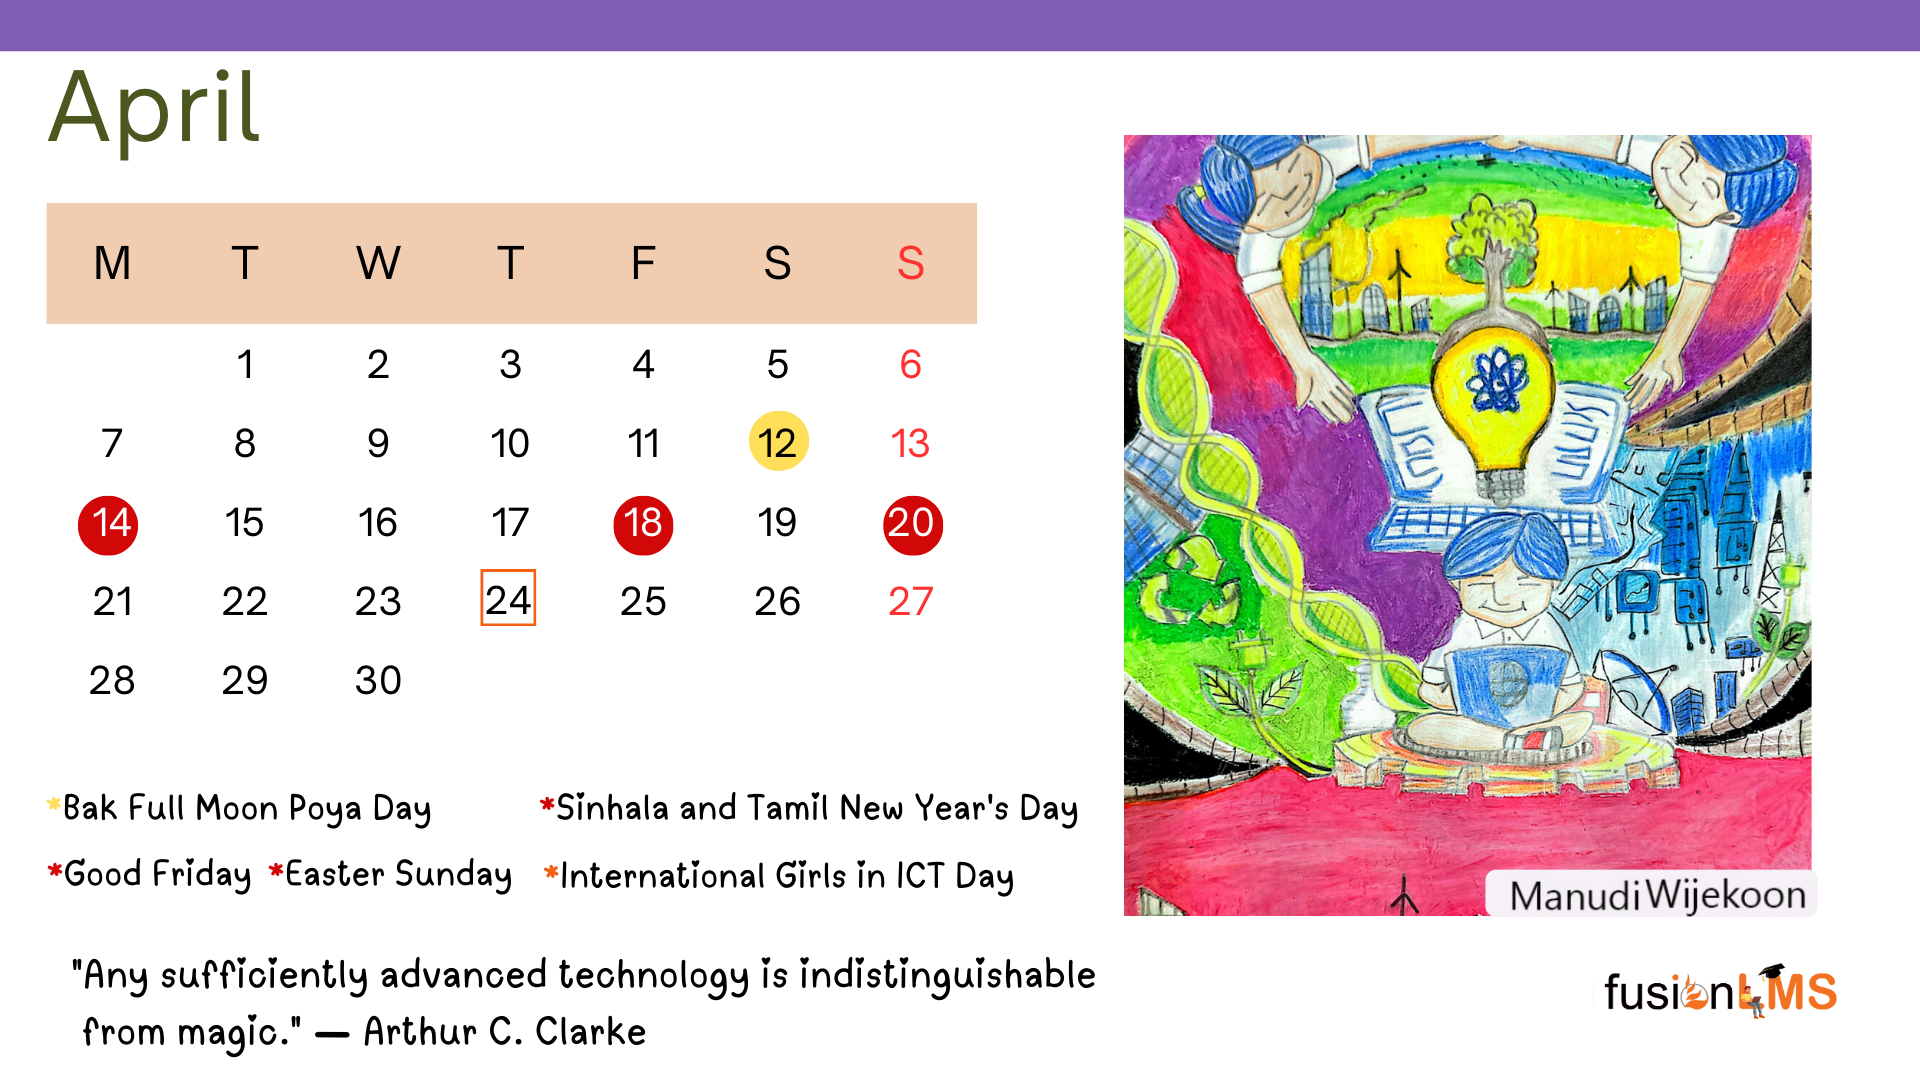 April
M T W T F S S
1 2 3 4 5 6
7 8 9 10 11 12 13
14 15 16 17 18 19 20
21 22 23 24 25 26 27
28 29 30
*Bak Full Moon Poya Day *Sinhala and Tamil New Year's Day
*Good Friday *Easter Sunday *International Girls in ICT Day
"Any sufficiently advanced technology is indistinguishable
from magic." — Arthur C. Clarke
Manudi Wijekoon
fusionLMS